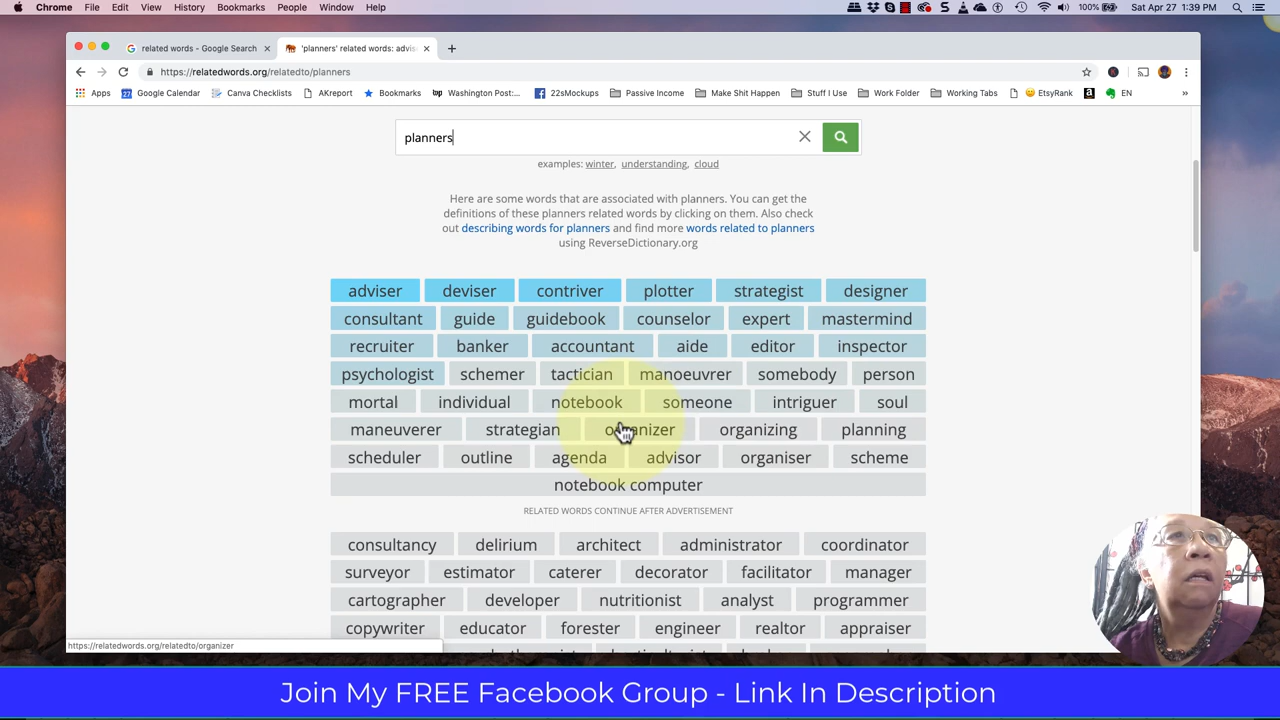 Chrome File Edit View History Bookmarks People Window Help 100% Sat Apr 27 1:39 PM
related words - Google Search 'planners' related words: advis
https://relatedwords.org/relatedto/planners
Apps Google Calendar Canva Checklists AKreport Bookmarks Washington Post:... 22sMockups Passive Income Make Shit Happen Stuff I Use Work Folder Working Tabs EtsyRank EN
planners
examples: winter, understanding, cloud
Here are some words that are associated with planners. You can get the
definitions of these planners related words by clicking on them. Also check
out describing words for planners and find more words related to planners
using ReverseDictionary.org
adviser deviser contriver plotter strategist designer
consultant guide guidebook counselor expert mastermind
recruiter banker accountant aide editor inspector
psychologist schemer tactician manoeuvrer somebody person
mortal individual notebook someone intriguer soul
maneuverer strategian organizer organizing planning
scheduler outline agenda advisor organiser scheme
notebook computer
RELATED WORDS CONTINUE AFTER ADVERTISEMENT
consultancy delirium architect administrator coordinator
surveyor estimator caterer decorator facilitator manager
cartographer developer nutritionist analyst programmer
copywriter educator forester engineer realtor appraiser
https://relatedwords.org/relatedto/organizer
Join My FREE Facebook Group - Link In Description